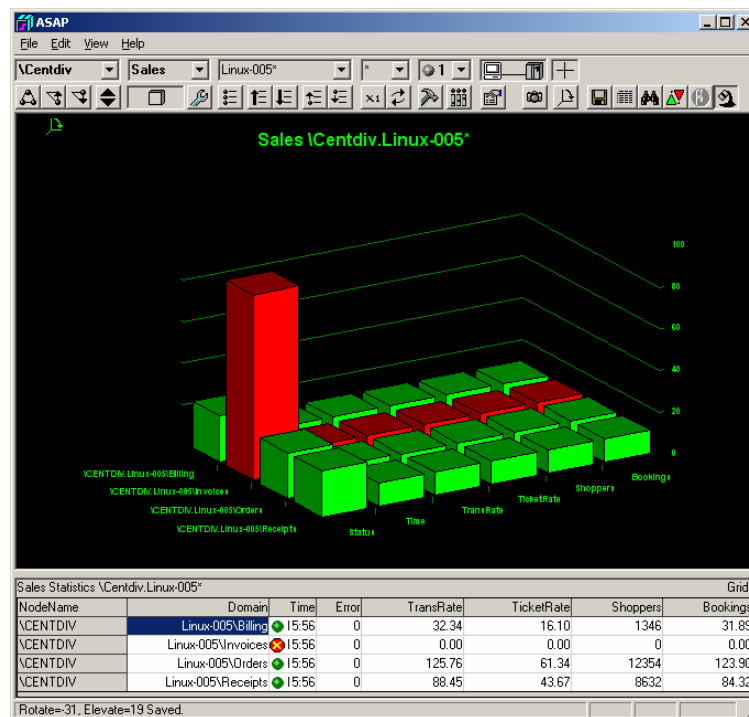 ASAP
File Edit View Help
\Centdiv Sales Linux-005* * 1
x1
Sales \Centdiv.Linux-005*
100
80
60
40
20
0
\CENTDIV.Linux-005\Billing
\CENTDIV.Linux-005\Invoices
\CENTDIV.Linux-005\Orders
\CENTDIV.Linux-005\Receipts
Status
Time
TransRate
TicketRate
Shoppers
Bookings
Sales Statistics \Centdiv.Linux-005* Grid
NodeName Domain Time Error TransRate TicketRate Shoppers Bookings
\CENTDIV Linux-005\Billing 15:56 0 32.34 16.10 1346 31.89
\CENTDIV Linux-005\Invoices 15:56 0 0.00 0.00 0 0.00
\CENTDIV Linux-005\Orders 15:56 0 125.76 61.34 12354 123.90
\CENTDIV Linux-005\Receipts 15:56 0 88.45 43.67 8632 84.32
Rotate=-31, Elevate=19 Saved.